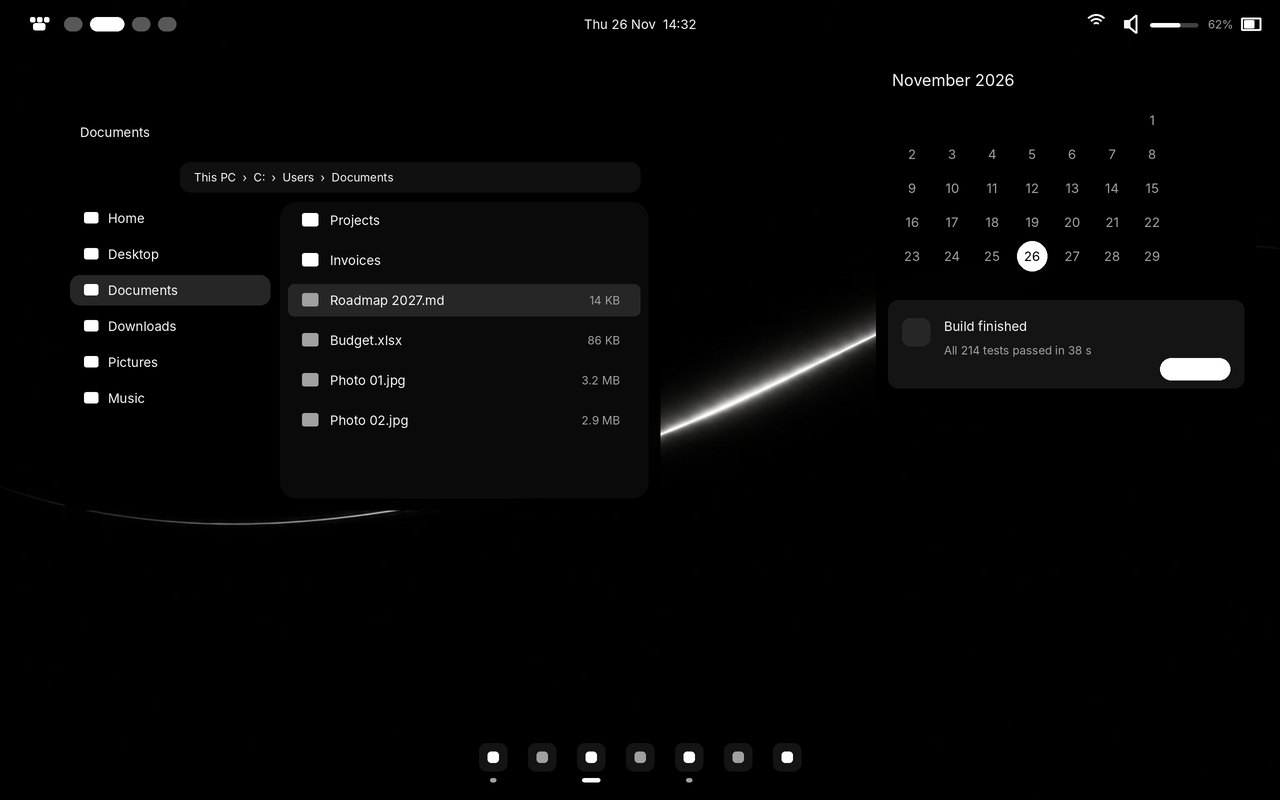 Thu 26 Nov 14:32
62%
November 2026
1
2 3 4 5 6 7 8
9 10 11 12 13 14 15
16 17 18 19 20 21 22
23 24 25 26 27 28 29
Documents
This PC › C: › Users › Documents
Home
Desktop
Documents
Downloads
Pictures
Music
Projects
Invoices
Roadmap 2027.md 14 KB
Budget.xlsx 86 KB
Photo 01.jpg 3.2 MB
Photo 02.jpg 2.9 MB
Build finished
All 214 tests passed in 38 s